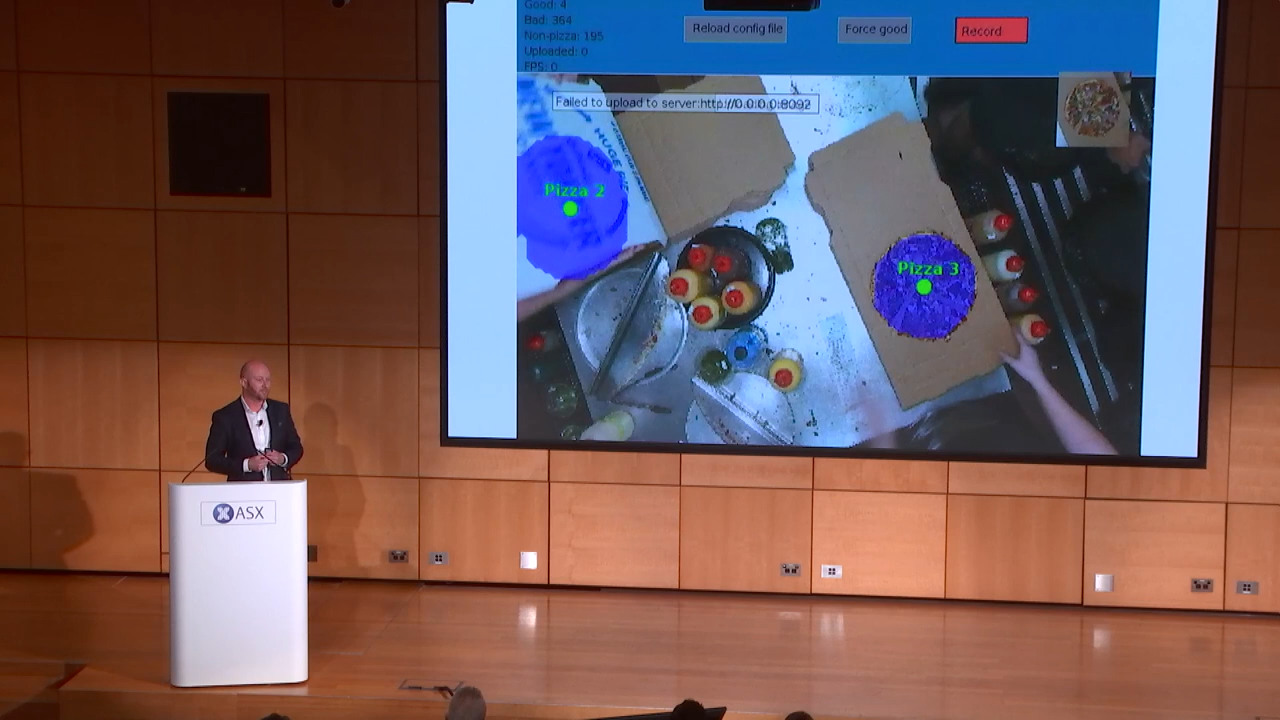 Good: 4
Bad: 364
Non-pizza: 195
Uploaded: 0
FPS: 0
Reload config file
Force good
Record
Failed to upload to server:http://0.0.0.0:8092
HUGE
Pizza 2
Pizza 3
ASX